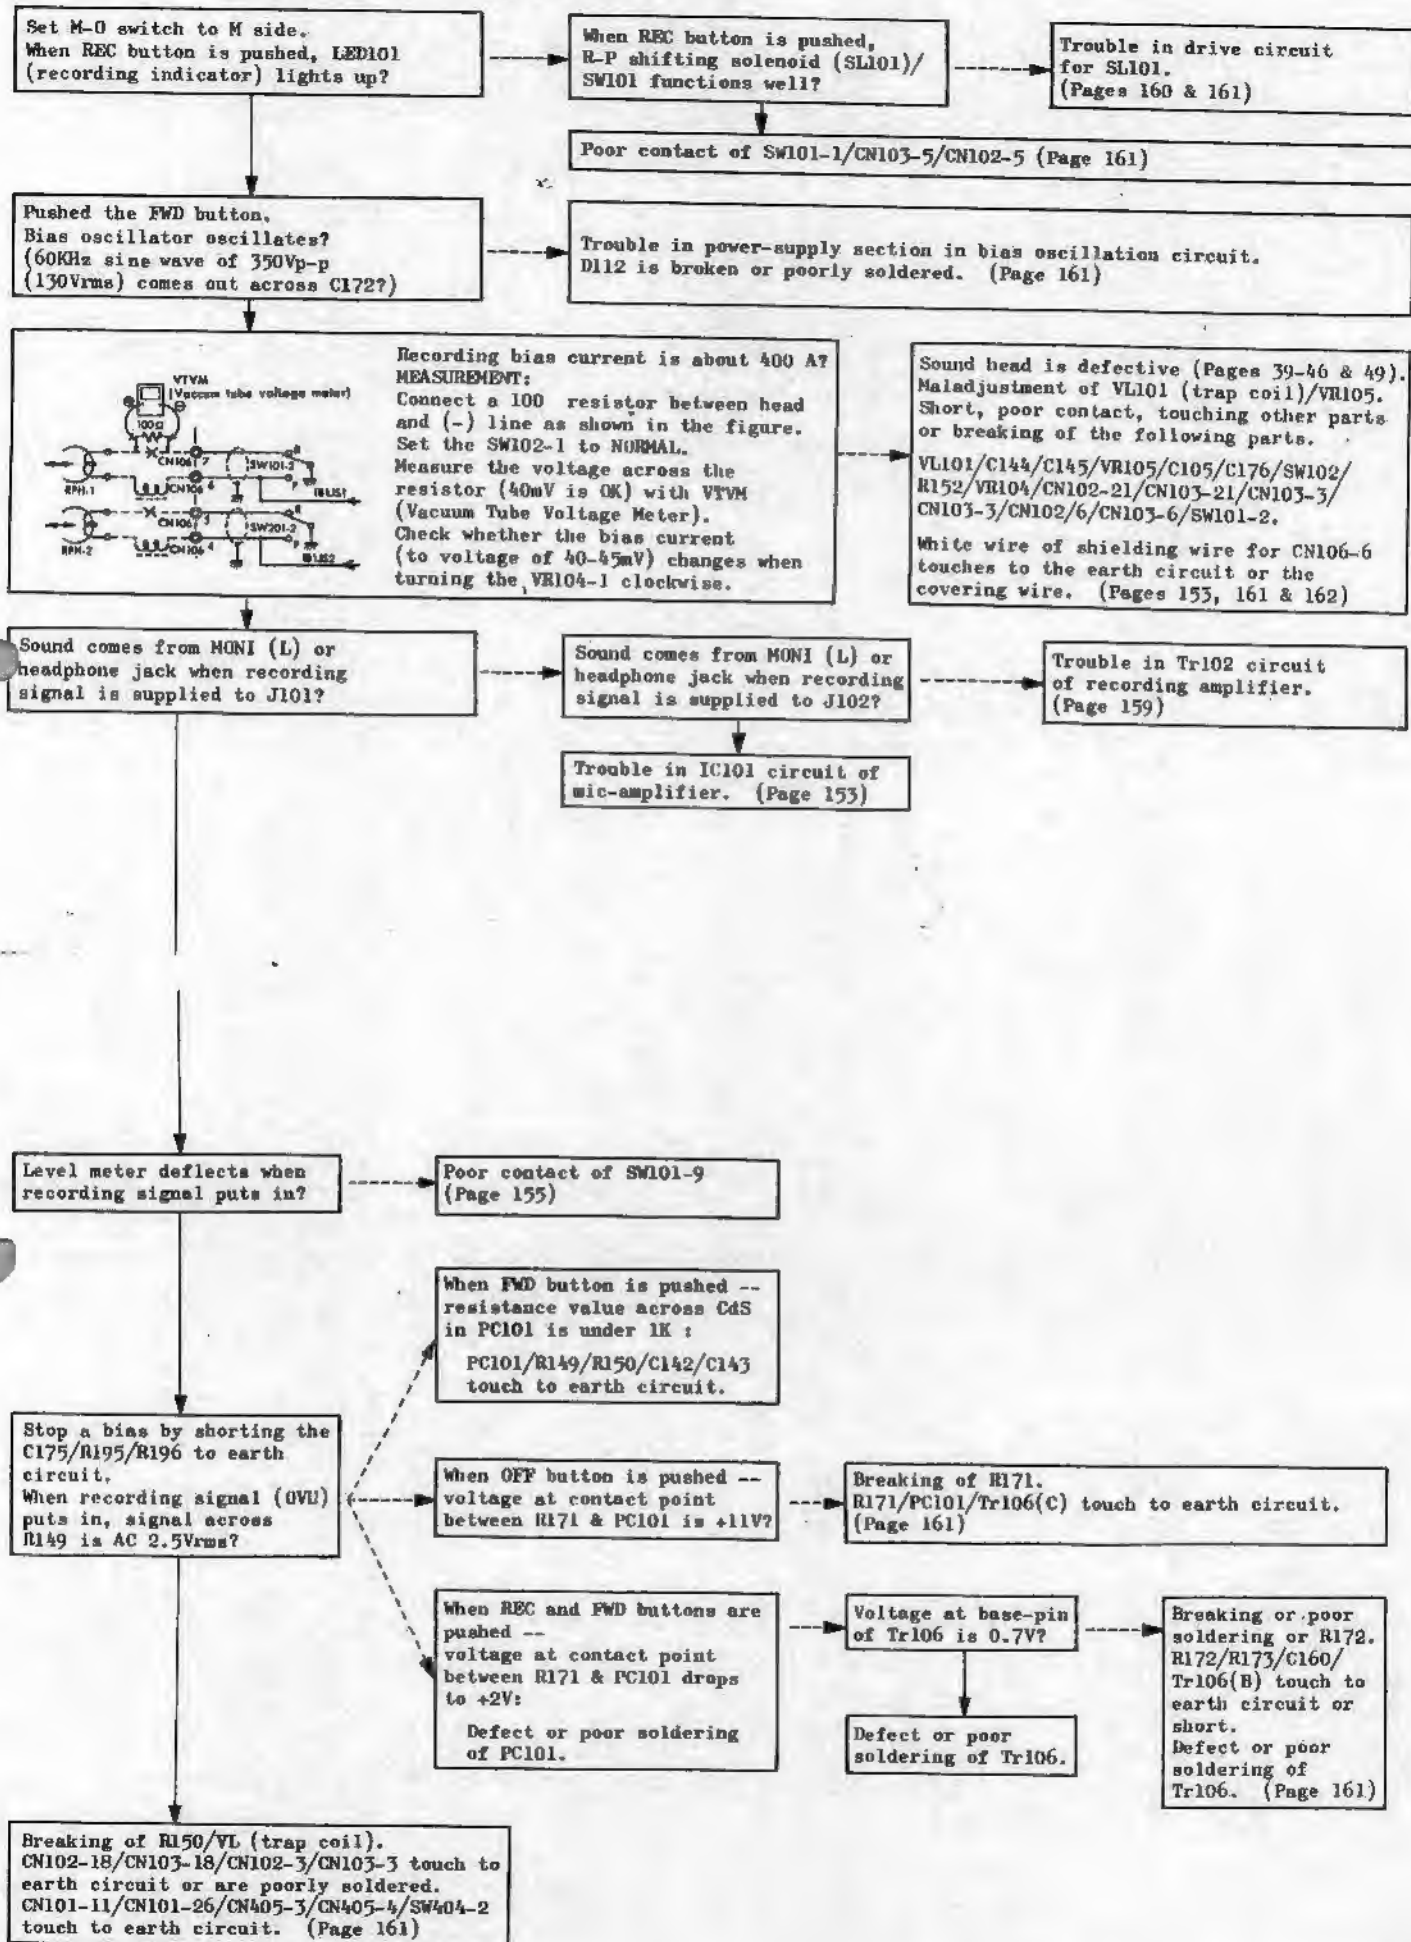 Set M-O switch to M side.
When REC button is pushed, LED101
(recording indicator) lights up?
When REC button is pushed,
R-P shifting solenoid (SL101)/
SW101 functions well?
Trouble in drive circuit
for SL101.
(Pages 160 & 161)
Poor contact of SW101-1/CN103-5/CN102-5 (Page 161)
Pushed the FWD button,
Bias oscillator oscillates?
(60KHz sine wave of 350Vp-p
(130Vrms) comes out across C172?)
Trouble in power-supply section in bias oscillation circuit.
D112 is broken or poorly soldered. (Page 161)
VTVM
(Vaccum tube voltage meter)
100Ω
CN106 7
SW101-2
R
P
RPH-1
CN106 6
BIAS1
CN106 5
SW201-2
R
P
RPH-2
CN106 4
BIAS2
Recording bias current is about 400 A?
MEASUREMENT:
Connect a 100 resistor between head
and (-) line as shown in the figure.
Set the SW102-1 to NORMAL.
Measure the voltage across the
resistor (40mV is OK) with VTVM
(Vacuum Tube Voltage Meter).
Check whether the bias current
(to voltage of 40-45mV) changes when
turning the VR104-1 clockwise.
Sound head is defective (Pages 39-46 & 49).
Maladjustment of VL101 (trap coil)/VR105.
Short, poor contact, touching other parts
or breaking of the following parts.
VL101/C144/C145/VR105/C105/C176/SW102/
R152/VR104/CN102-21/CN103-21/CN103-3/
CN103-3/CN102/6/CN103-6/SW101-2.
White wire of shielding wire for CN106-6
touches to the earth circuit or the
covering wire. (Pages 153, 161 & 162)
Sound comes from MONI (L) or
headphone jack when recording
signal is supplied to J101?
Sound comes from MONI (L) or
headphone jack when recording
signal is supplied to J102?
Trouble in Tr102 circuit
of recording amplifier.
(Page 159)
Trouble in IC101 circuit of
mic-amplifier. (Page 153)
Level meter deflects when
recording signal puts in?
Poor contact of SW101-9
(Page 155)
When FWD button is pushed --
resistance value across CdS
in PC101 is under 1K :
PC101/R149/R150/C142/C143
touch to earth circuit.
Stop a bias by shorting the
C175/R195/R196 to earth
circuit.
When recording signal (0VU)
puts in, signal across
R149 is AC 2.5Vrms?
When OFF button is pushed --
voltage at contact point
between R171 & PC101 is +11V?
Breaking of R171.
R171/PC101/Tr106(C) touch to earth circuit.
(Page 161)
When REC and FWD buttons are
pushed --
voltage at contact point
between R171 & PC101 drops
to +2V:
Defect or poor soldering
of PC101.
Voltage at base-pin
of Tr106 is 0.7V?
Breaking or poor
soldering or R172.
R172/R173/C160/
Tr106(B) touch to
earth circuit or
short.
Defect or poor
soldering of
Tr106. (Page 161)
Defect or poor
soldering of Tr106.
Breaking of R150/VL (trap coil).
CN102-18/CN103-18/CN102-3/CN103-3 touch to
earth circuit or are poorly soldered.
CN101-11/CN101-26/CN405-3/CN405-4/SW404-2
touch to earth circuit. (Page 161)